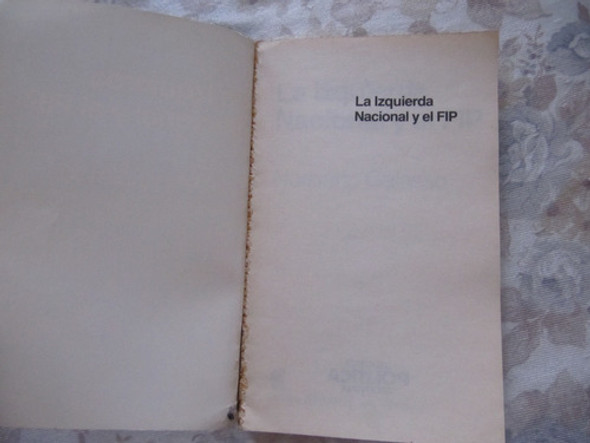 La Izquierda
Nacional y el FIP